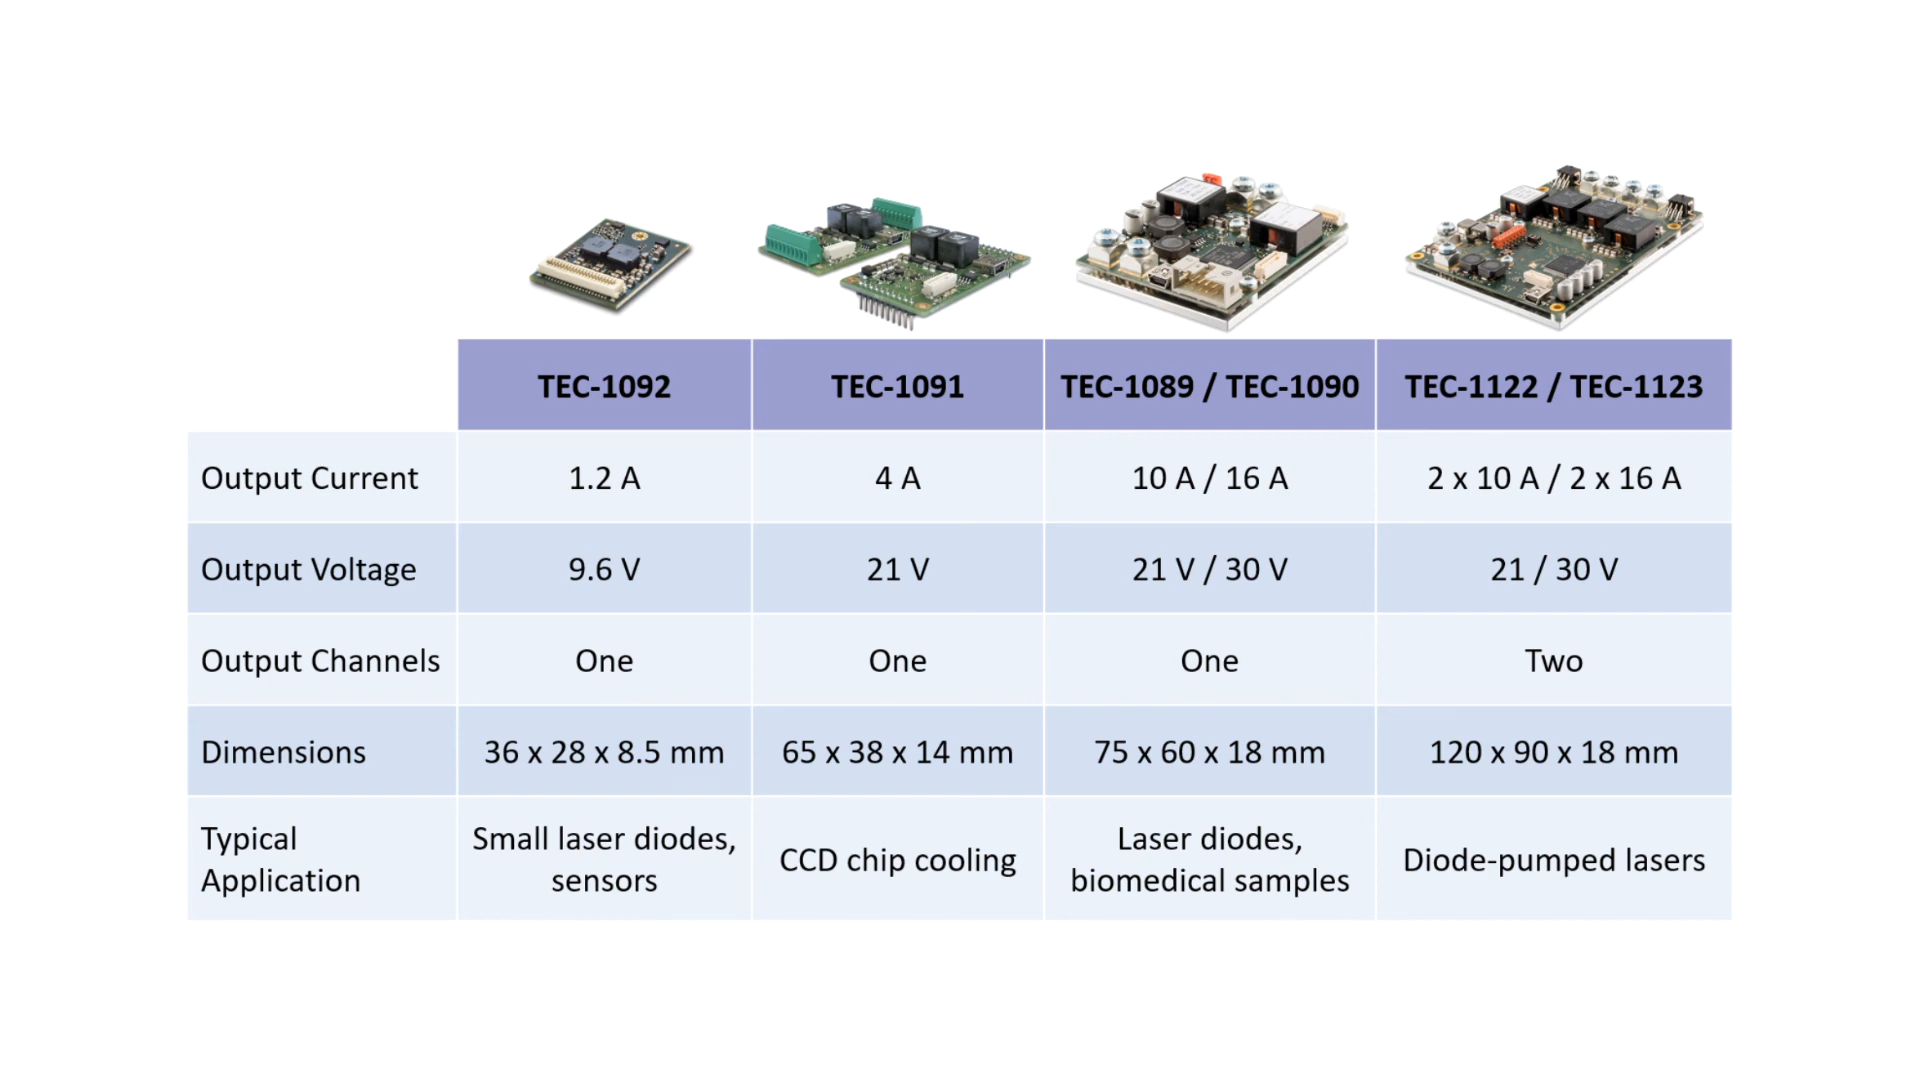 TEC-1092 TEC-1091 TEC-1089 / TEC-1090 TEC-1122 / TEC-1123
Output Current 1.2 A 4 A 10 A / 16 A 2 x 10 A / 2 x 16 A
Output Voltage 9.6 V 21 V 21 V / 30 V 21 / 30 V
Output Channels One One One Two
Dimensions 36 x 28 x 8.5 mm 65 x 38 x 14 mm 75 x 60 x 18 mm 120 x 90 x 18 mm
Typical
Application
Small laser diodes,
sensors
CCD chip cooling
Laser diodes,
biomedical samples
Diode-pumped lasers